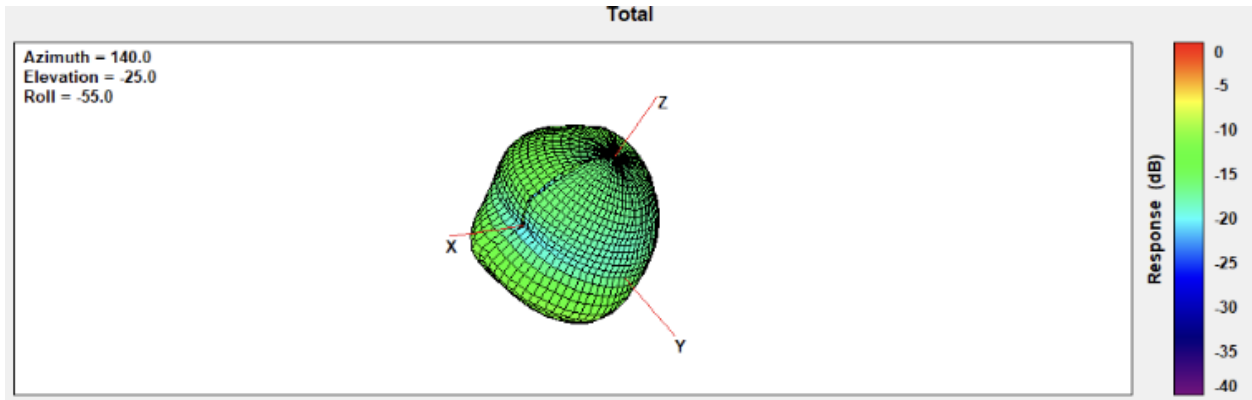 Total
Azimuth = 140.0
Elevation = -25.0
Roll = -55.0
Z
X
Y
Response (dB)
0
-5
-10
-15
-20
-25
-30
-35
-40